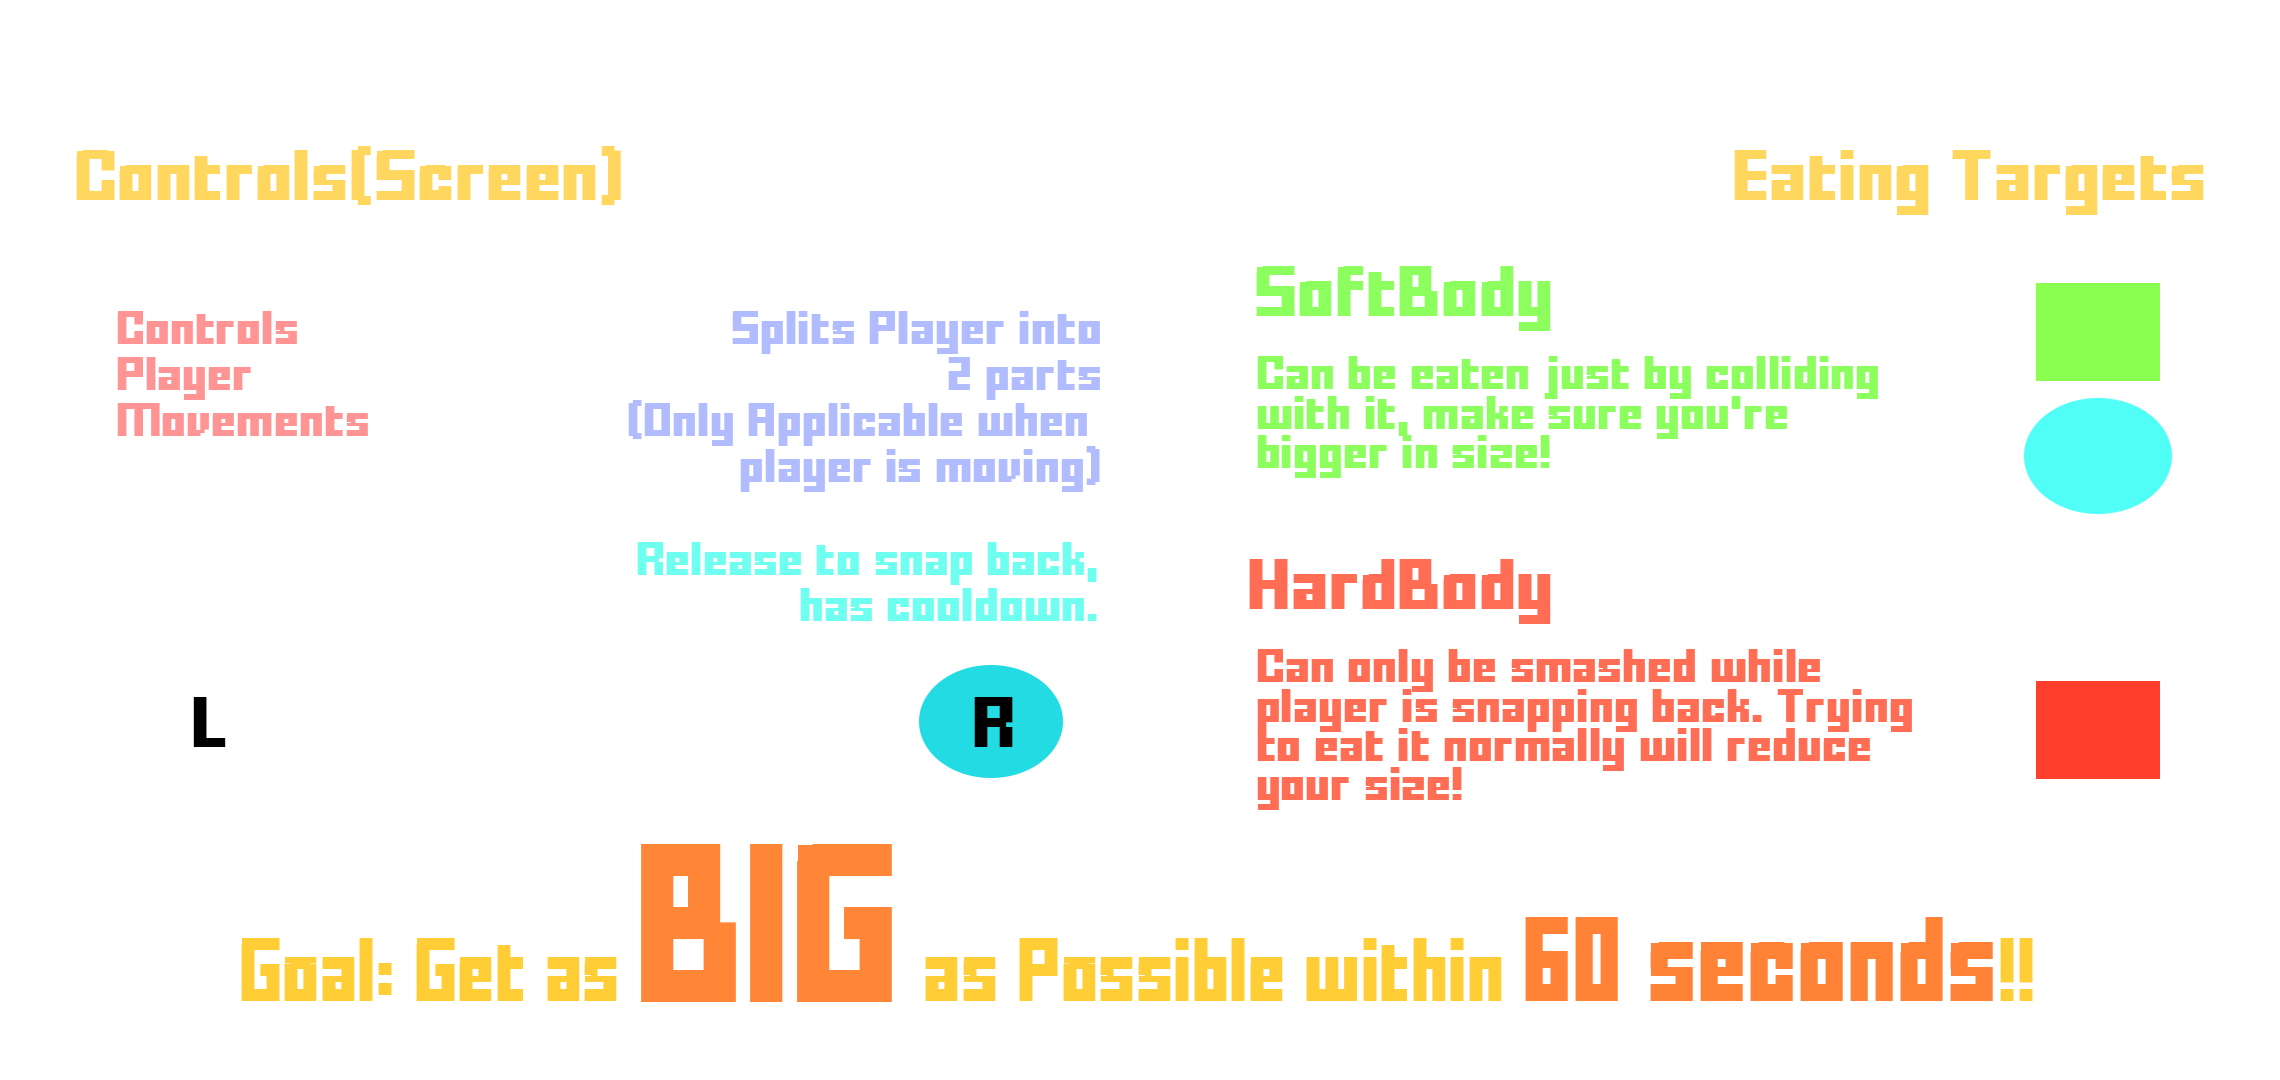 Controls(Screen)
Controls
Player
Movements
Splits Player into
2 parts
(Only Applicable when
player is moving)
Release to snap back,
has cooldown.
L
R
Eating Targets
SoftBody
Can be eaten just by colliding
with it, make sure you're
bigger in size!
HardBody
Can only be smashed while
player is snapping back. Trying
to eat it normally will reduce
your size!
Goal: Get as BIG as Possible within 60 seconds!!